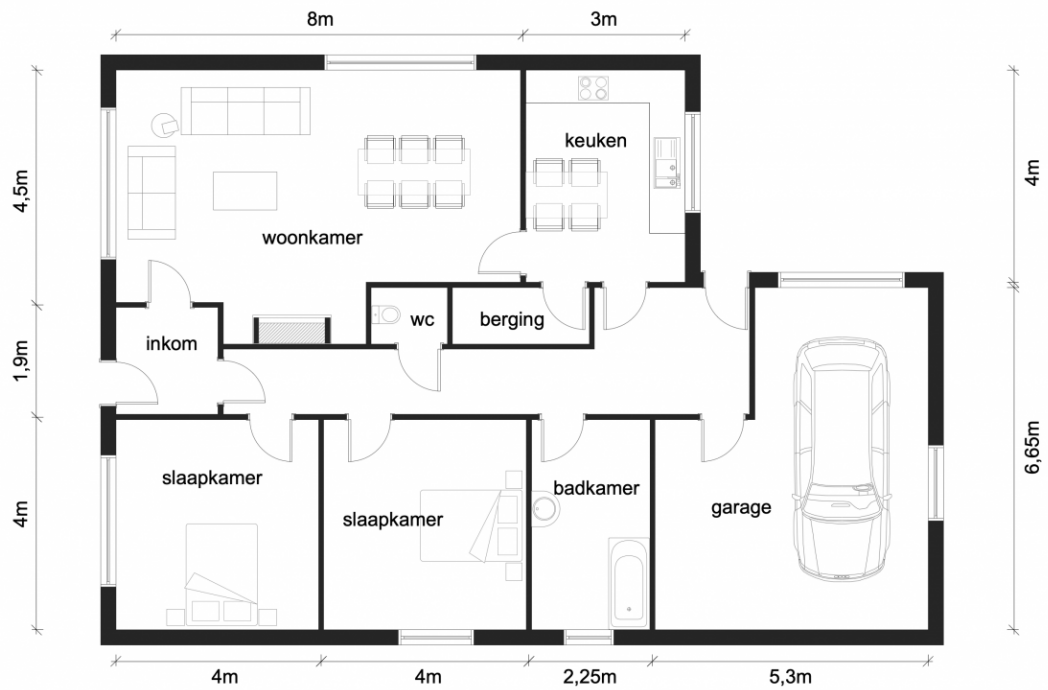 8m
3m
4,5m
4m
keuken
woonkamer
wc
berging
inkom
1,9m
slaapkamer
slaapkamer
badkamer
garage
4m
6,65m
4m
4m
2,25m
5,3m